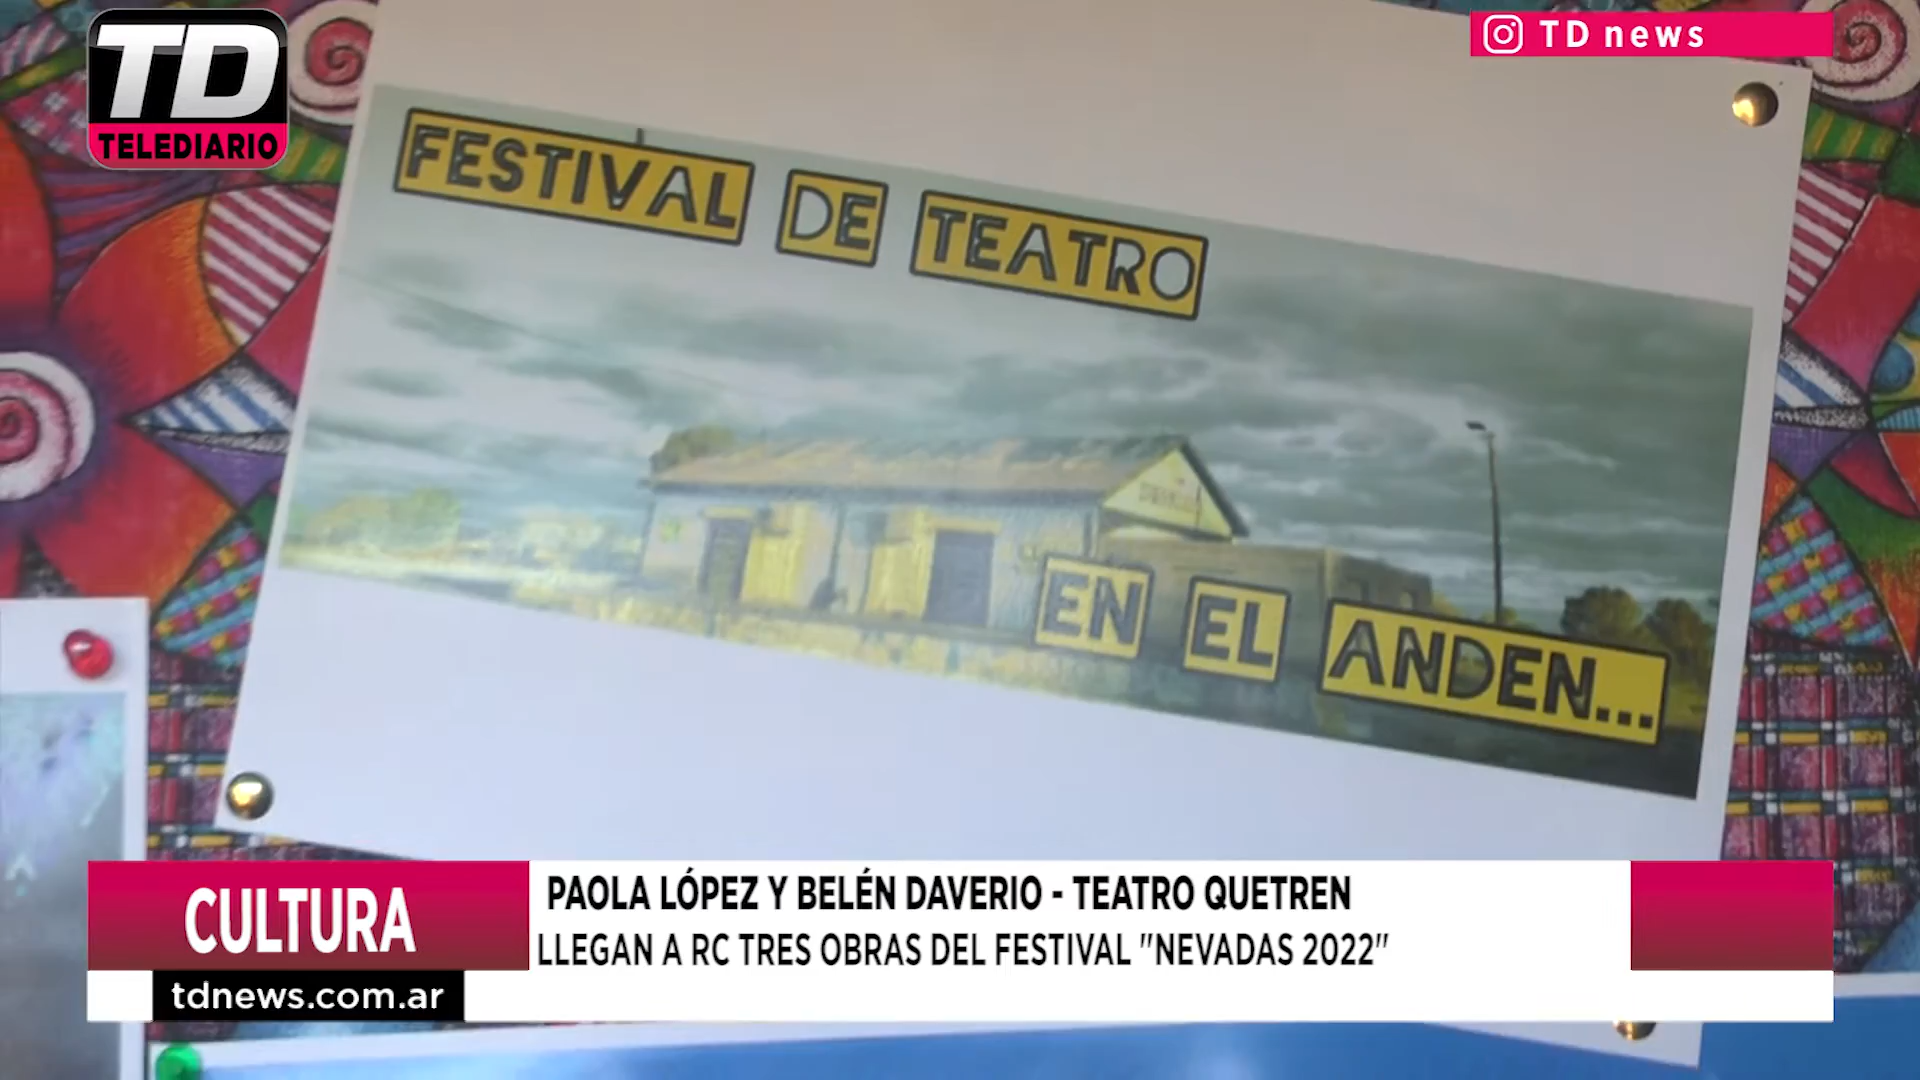 TD
TELEDIARIO
TD news
FESTIVAL DE TEATRO
EN EL ANDEN...
CULTURA
PAOLA LÓPEZ Y BELÉN DAVERIO - TEATRO QUETREN
LLEGAN A RC TRES OBRAS DEL FESTIVAL "NEVADAS 2022"
tdnews.com.ar